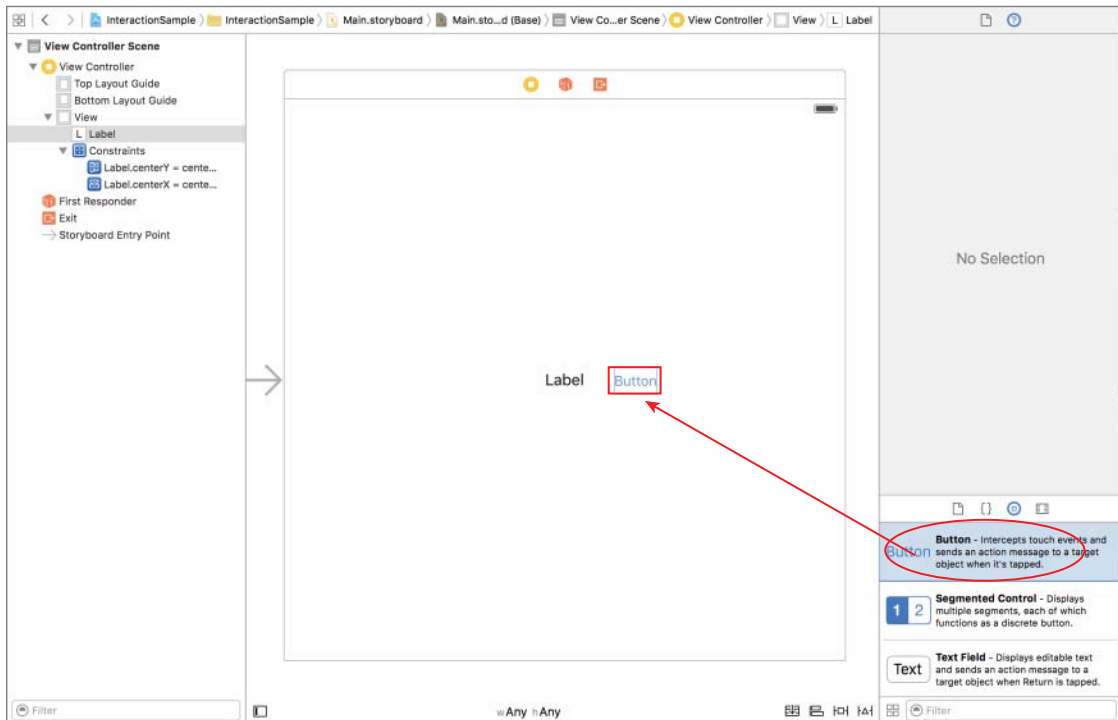 InteractionSample InteractionSample Main.storyboard Main.sto...d (Base) View Co...er Scene View Controller View L Label
View Controller Scene
View Controller
Top Layout Guide
Bottom Layout Guide
View
L Label
Constraints
Label.centerY = cente...
Label.centerX = cente...
First Responder
Exit
Storyboard Entry Point
Filter
Label Button
wAny hAny
No Selection
{}
Button
Button - Intercepts touch events and
sends an action message to a target
object when it's tapped.
1 2
Segmented Control - Displays
multiple segments, each of which
functions as a discrete button.
Text
Text Field - Displays editable text
and sends an action message to a
target object when Return is tapped.
Filter